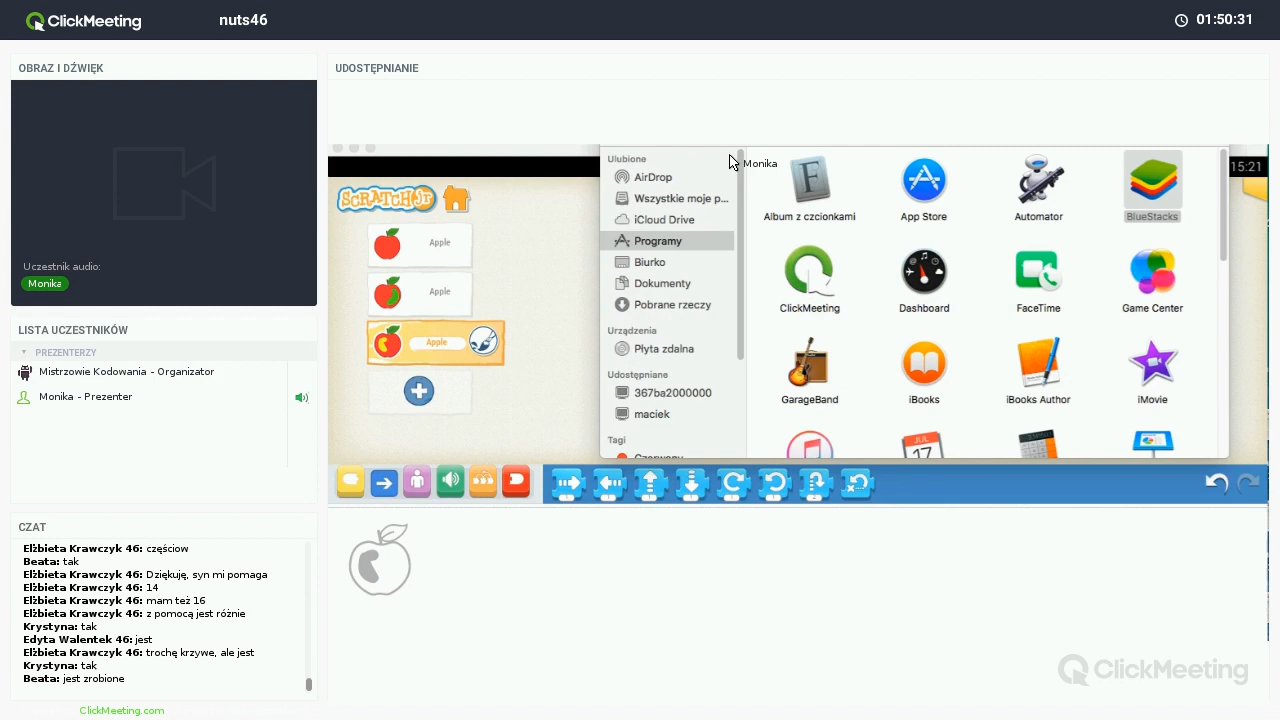 ClickMeeting
nuts46
01:50:31
OBRAZ I DŹWIĘK
Uczestnik audio:
Monika
LISTA UCZESTNIKÓW
PREZENTERZY
Mistrzowie Kodowania - Organizator
Monika - Prezenter
CZAT
Elżbieta Krawczyk 46: częściow
Beata: tak
Elżbieta Krawczyk 46: Dziękuję, syn mi pomaga
Elżbieta Krawczyk 46: 14
Elżbieta Krawczyk 46: mam też 16
Elżbieta Krawczyk 46: z pomocą jest różnie
Krystyna: tak
Edyta Walentek 46: jest
Elżbieta Krawczyk 46: trochę krzywe, ale jest
Krystyna: tak
Beata: jest zrobione
ClickMeeting.com
UDOSTĘPNIANIE
SCRATCHJr
Apple
Apple
Apple
Ulubione
AirDrop
Wszystkie moje p...
iCloud Drive
Programy
Biurko
Dokumenty
Pobrane rzeczy
Urządzenia
Płyta zdalna
Udostępniane
367ba2000000
maciek
Tagi
Czerwony
Monika
15:21
Album z czcionkami
App Store
Automator
BlueStacks
ClickMeeting
Dashboard
FaceTime
Game Center
GarageBand
iBooks
iBooks Author
iMovie
17
ClickMeeting